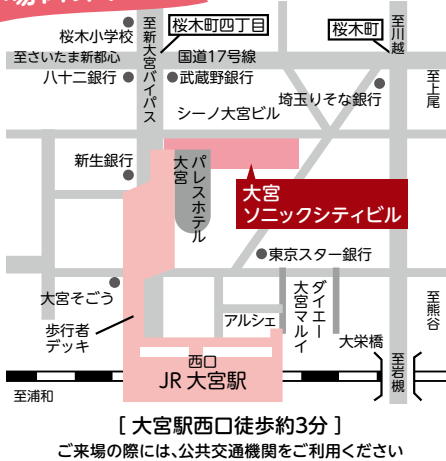 桜木小学校
至新大宮バイパス
桜木町四丁目
桜木町
至川越
至さいたま新都心
国道17号線
至上尾
八十二銀行
武蔵野銀行
埼玉りそな銀行
シーノ大宮ビル
新生銀行
パレスホテル
大宮
大宮
ソニックシティビル
東京スター銀行
大宮そごう
歩行者
デッキ
アルシェ
ダイエー
大宮マルイ
大栄橋
至熊谷
西口
JR 大宮駅
至岩槻
至浦和
[ 大宮駅西口徒歩約3分 ]
ご来場の際には、公共交通機関をご利用ください